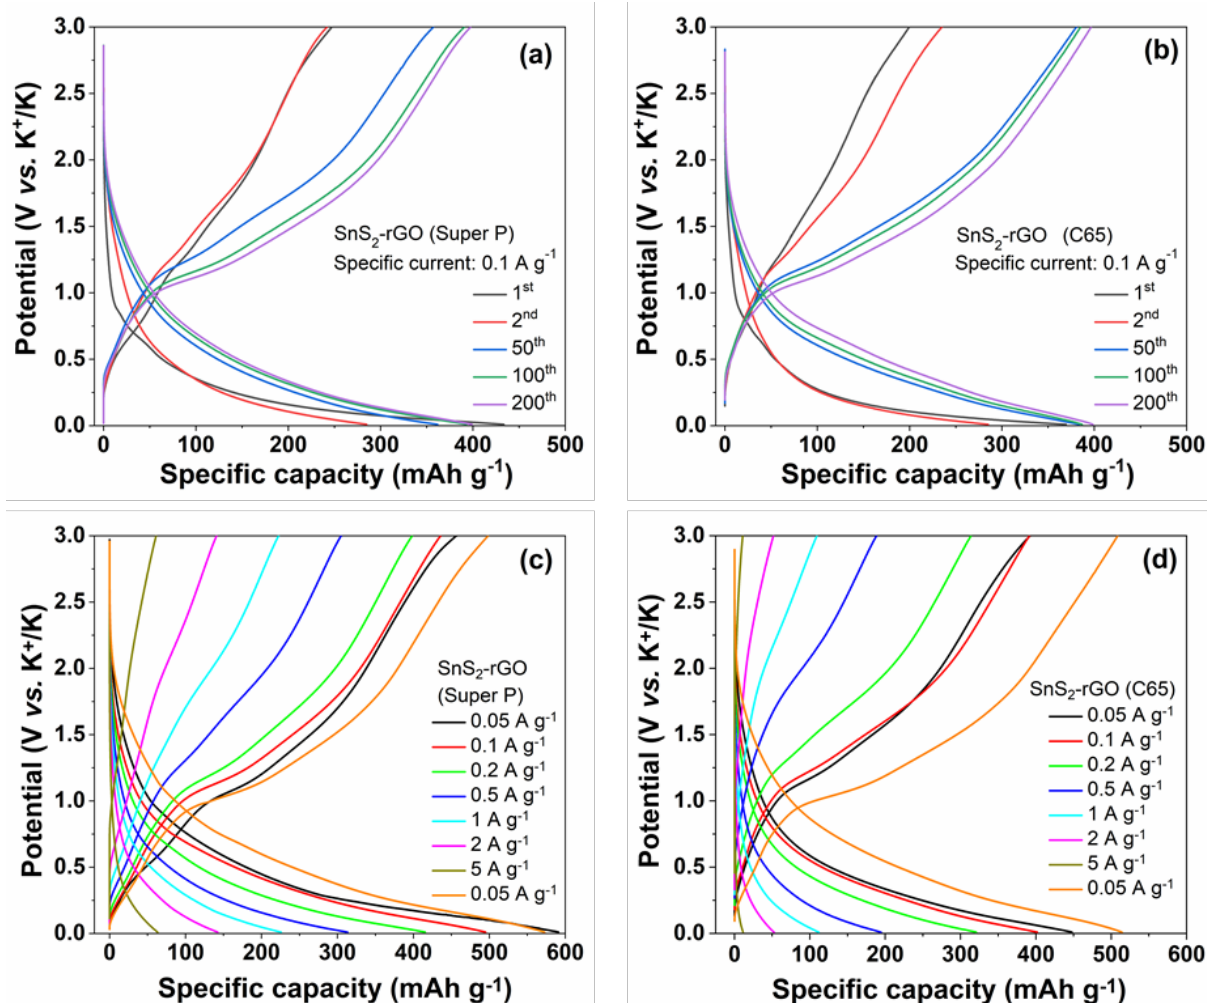 (a)
3.0
2.5
2.0
1.5
1.0
0.5
0.0
Potential (V vs. K⁺/K)
SnS₂-rGO (Super P)
Specific current: 0.1 A g⁻¹
1ˢᵗ
2ⁿᵈ
50ᵗʰ
100ᵗʰ
200ᵗʰ
0 100 200 300 400 500
Specific capacity (mAh g⁻¹)
(b)
3.0
2.5
2.0
1.5
1.0
0.5
0.0
Potential (V vs. K⁺/K)
SnS₂-rGO (C65)
Specific current: 0.1 A g⁻¹
1ˢᵗ
2ⁿᵈ
50ᵗʰ
100ᵗʰ
200ᵗʰ
0 100 200 300 400 500
Specific capacity (mAh g⁻¹)
(c)
3.0
2.5
2.0
1.5
1.0
0.5
0.0
Potential (V vs. K⁺/K)
SnS₂-rGO
(Super P)
0.05 A g⁻¹
0.1 A g⁻¹
0.2 A g⁻¹
0.5 A g⁻¹
1 A g⁻¹
2 A g⁻¹
5 A g⁻¹
0.05 A g⁻¹
0 100 200 300 400 500 600
Specific capacity (mAh g⁻¹)
(d)
3.0
2.5
2.0
1.5
1.0
0.5
0.0
Potential (V vs. K⁺/K)
SnS₂-rGO (C65)
0.05 A g⁻¹
0.1 A g⁻¹
0.2 A g⁻¹
0.5 A g⁻¹
1 A g⁻¹
2 A g⁻¹
5 A g⁻¹
0.05 A g⁻¹
0 100 200 300 400 500 600
Specific capacity (mAh g⁻¹)